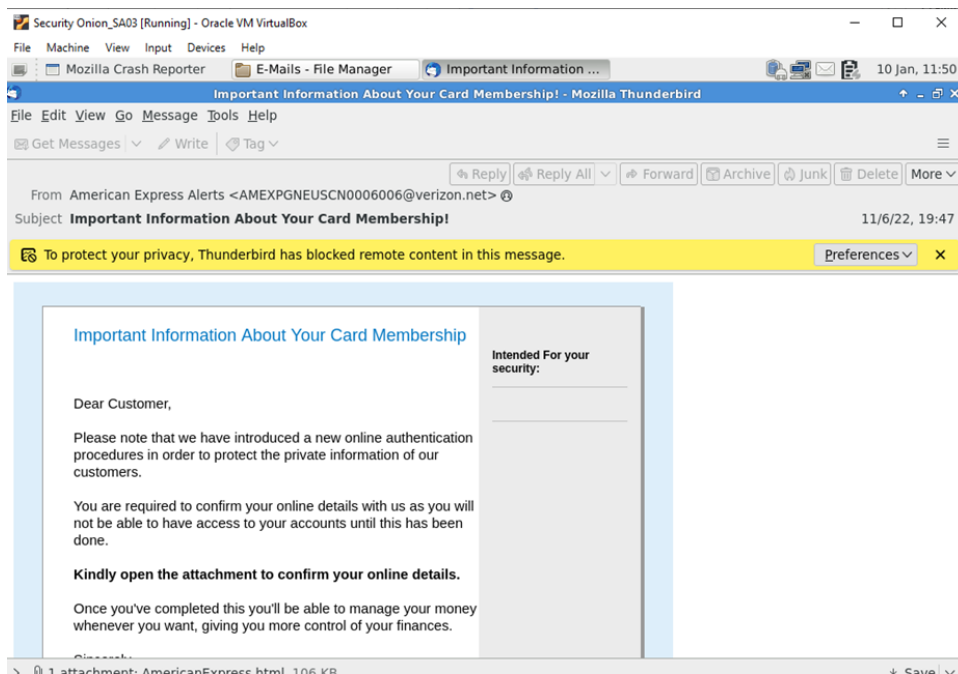 Security Onion_SA03 [Running] - Oracle VM VirtualBox
File Machine View Input Devices Help
Mozilla Crash Reporter E-Mails - File Manager Important Information ... 10 Jan, 11:50
Important Information About Your Card Membership! - Mozilla Thunderbird
File Edit View Go Message Tools Help
Get Messages Write Tag
Reply Reply All Forward Archive Junk Delete More
From American Express Alerts <AMEXPGNEUSCN0006006@verizon.net>
Subject Important Information About Your Card Membership! 11/6/22, 19:47
To protect your privacy, Thunderbird has blocked remote content in this message. Preferences
Important Information About Your Card Membership
Intended For your
security:
Dear Customer,
Please note that we have introduced a new online authentication
procedures in order to protect the private information of our
customers.
You are required to confirm your online details with us as you will
not be able to have access to your accounts until this has been
done.
Kindly open the attachment to confirm your online details.
Once you've completed this you'll be able to manage your money
whenever you want, giving you more control of your finances.
Sincerely
1 attachment: AmericanExpress.html 106 KB Save